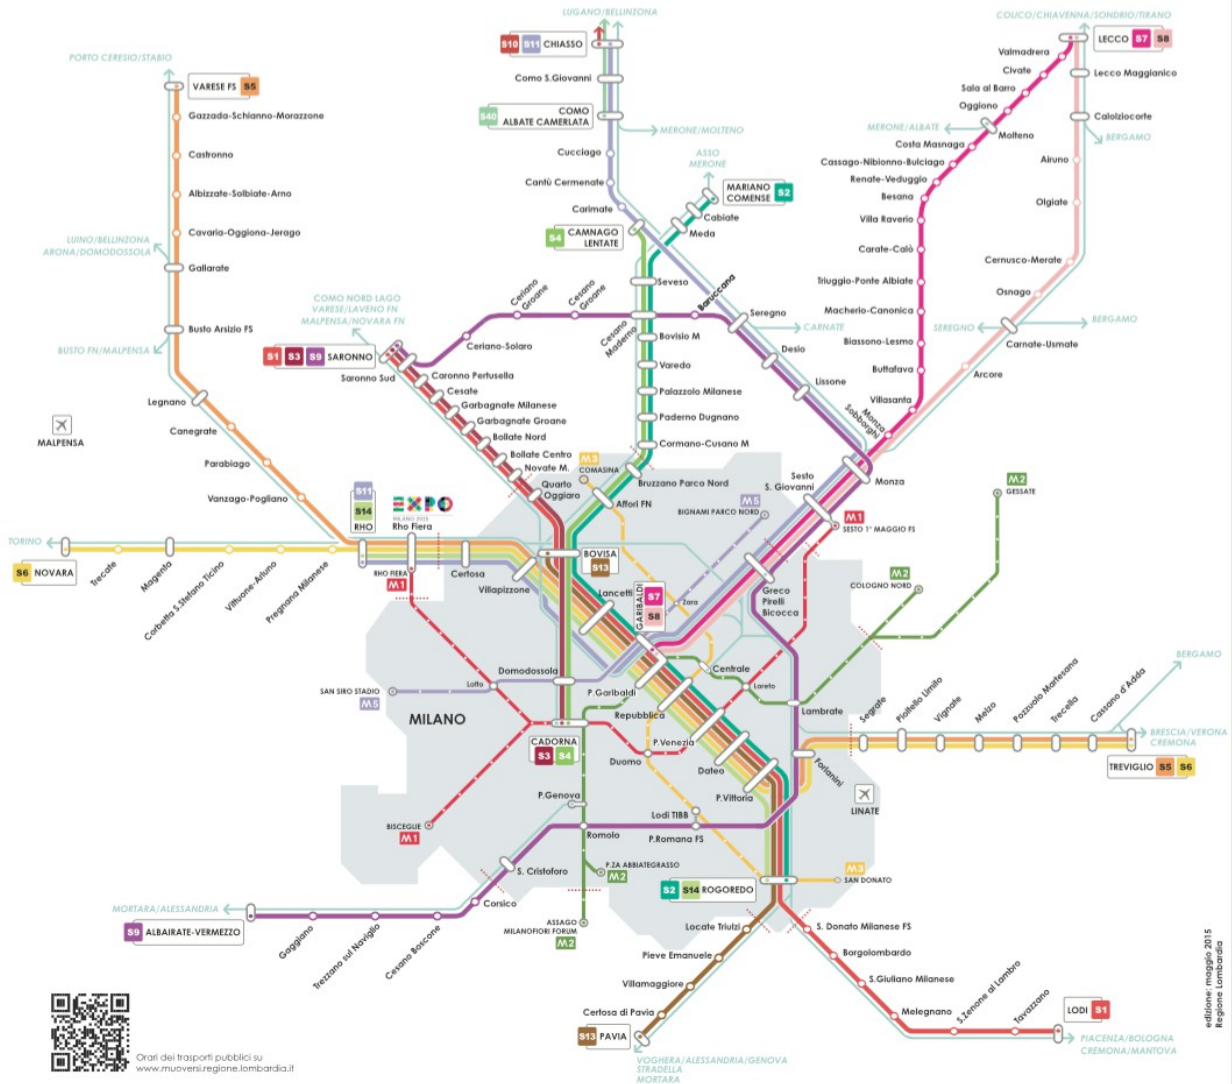 LUGANO/BELLINZONA
COLICO/CHIAVENNA/SONDRIO/TIRANO
S10 S11 CHIASSO
LECCO S7 S8
Valmadrera
PORTO CERESIO/STABIO
Civate
Lecco Maggianico
Como S.Giovanni
VARESE FS S5
Sala al Barro
Oggiono
S40 COMO
ALBATE CAMERLATA
Calolziocorte
Gazzada-Schianno-Morazzone
MERONE/MOLTENO
MERONE/ALBATE
Molteno
BERGAMO
Costa Masnaga
Castronno
Cucciago
ASSO
MERONE
Cassago-Nibionno-Bulciago
Airuno
Renate-Veduggio
Cantù Cermenate
MARIANO
COMENSE S2
Albizzate-Solbiate-Arno
Besana
Olgiate
Carimate
Cabiate
Villa Raverio
Cavaria-Oggiona-Jerago
S4 CAMNAGO
LENTATE
Meda
LUINO/BELLINZONA
ARONA/DOMODOSSOLA
Carate-Calò
Cernusco-Merate
Gallarate
Triuggio-Ponte Albiate
Seveso
Baruccana
Osnago
COMO NORD LAGO
VARESE/LAVENO FN
MALPENSA/NOVARA FN
Ceriano
Groane
Cesano
Groane
Macherio-Canonica
Seregno
CARNATE
SEREGNO
BERGAMO
Busto Arsizio FS
Cesano
Maderno
Bovisio M
Biassono-Lesmo
Carnate-Usmate
BUSTO FN/MALPENSA
Ceriano-Solaro
Desio
S1 S3 S9 SARONNO
Varedo
Buttafava
Arcore
Saronno Sud
Caronno Pertusella
Lissone
Cesate
Palazzolo Milanese
Villasanta
Legnano
Garbagnate Milanese
Monza
Sobborghi
Garbagnate Groane
Paderno Dugnano
MALPENSA
Canegrate
Bollate Nord
Cormano-Cusano M
Bollate Centro
M3
COMASINA
Parabiago
Novate M.
Bruzzano Parco Nord
Sesto
S. Giovanni
Monza
Quarto
Oggiaro
M2
GESSATE
Vanzago-Pogliano
S11
S14
RHO
EXPO
MILANO 2015
Rho Fiera
Affori FN
M5
BIGNAMI PARCO NORD
M1
SESTO 1° MAGGIO FS
TORINO
S6 NOVARA
Trecate
Magenta
Corbetta S.Stefano Ticino
Vittuone-Arluno
Pregnana Milanese
RHO FIERA
M1
Certosa
Villapizzone
BOVISA
S13
Lancetti
GARIBALDI
S7
S8
Zara
Greco
Pirelli
Bicocca
M2
COLOGNO NORD
Domodossola
Centrale
Lotto
Loreto
SAN SIRO STADIO
M5
P.Garibaldi
Lambrate
MILANO
Repubblica
Segrate
Pioltello Limito
Vignate
Melzo
Pozzuolo Martesana
Trecella
Cassano d'Adda
BERGAMO
BRESCIA/VERONA
CREMONA
CADORNA
S3 S4
P.Venezia
Duomo
Dateo
Forlanini
TREVIGLIO S5 S6
P.Genova
P.Vittoria
LINATE
BISCEGLIE
M1
Lodi TIBB
Romolo
P.Romana FS
S. Cristoforo
P.ZA ABBIATEGRASSO
M2
M3
SAN DONATO
S2 S14 ROGOREDO
Corsico
MORTARA/ALESSANDRIA
S9 ALBAIRATE-VERMEZZO
Gaggiano
Trezzano sul Naviglio
Cesano Boscone
ASSAGO
MILANOFIORI FORUM
M2
Locate Triulzi
S. Donato Milanese FS
Pieve Emanuele
Borgolombardo
Villamaggiore
S.Giuliano Milanese
Certosa di Pavia
Melegnano
S.Zenone al Lambro
Tavazzano
LODI S1
S13 PAVIA
PIACENZA/BOLOGNA
CREMONA/MANTOVA
VOGHERA/ALESSANDRIA/GENOVA
STRADELLA
MORTARA
Orari dei trasporti pubblici su
www.muoversi.regione.lombardia.it
edizione: maggio 2015
Regione Lombardia